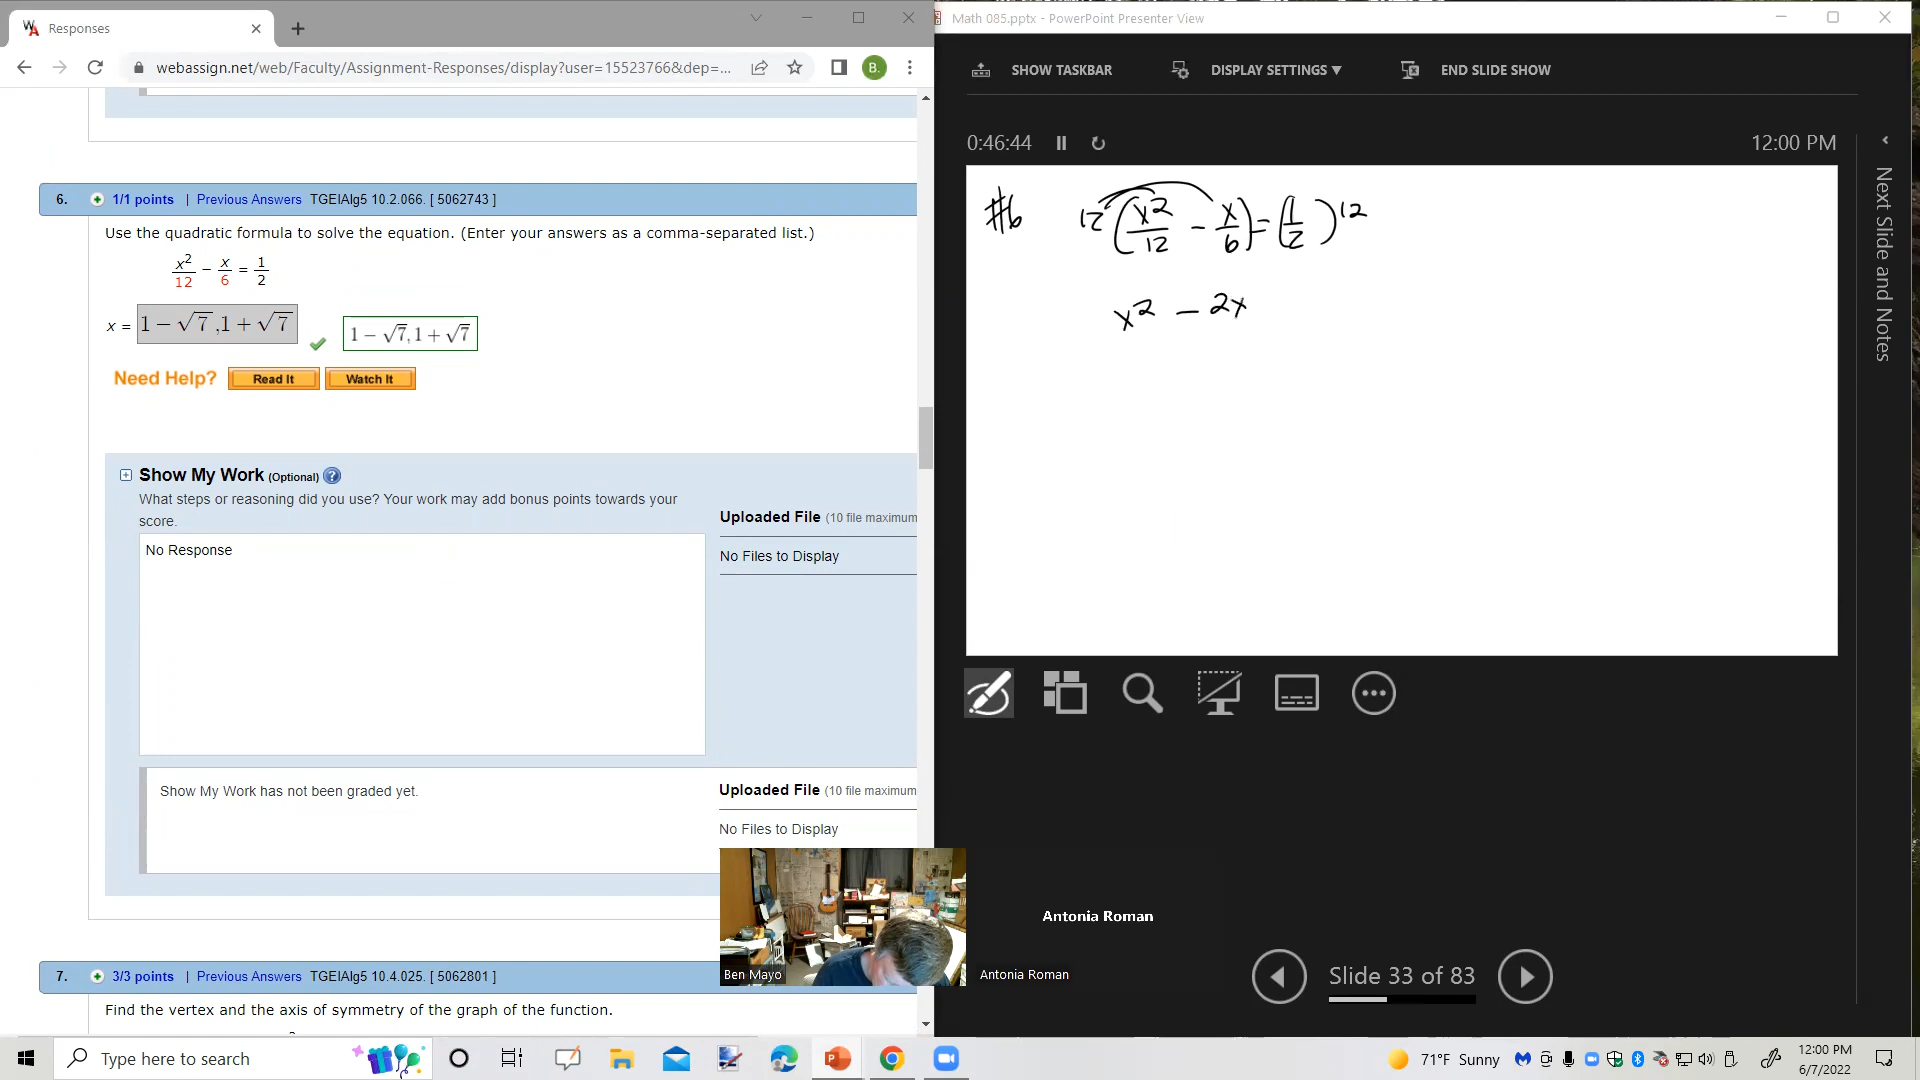 Responses
Math 085.pptx - PowerPoint Presenter View
webassign.net/web/Faculty/Assignment-Responses/display?user=15523766&dep=...
B.
SHOW TASKBAR
DISPLAY SETTINGS ▼
END SLIDE SHOW
0:46:44
12:00 PM
Next Slide and Notes
6. 1/1 points | Previous Answers TGEIAlg5 10.2.066. [ 5062743 ]
Use the quadratic formula to solve the equation. (Enter your answers as a comma-separated list.)
x²/12 − x/6 = 1/2
x = 1 − √7, 1 + √7
1 − √7, 1 + √7
Need Help? Read It Watch It
Show My Work (Optional) ?
What steps or reasoning did you use? Your work may add bonus points towards your
score.
Uploaded File (10 file maximum
No Response
No Files to Display
Show My Work has not been graded yet.
Uploaded File (10 file maximum
No Files to Display
7. 3/3 points | Previous Answers TGEIAlg5 10.4.025. [ 5062801 ]
Find the vertex and the axis of symmetry of the graph of the function.
#6 12(x²/12 − x/6) = (1/2)12
x² − 2x
Ben Mayo
Antonia Roman
Antonia Roman
Slide 33 of 83
Type here to search
71°F Sunny
12:00 PM
6/7/2022